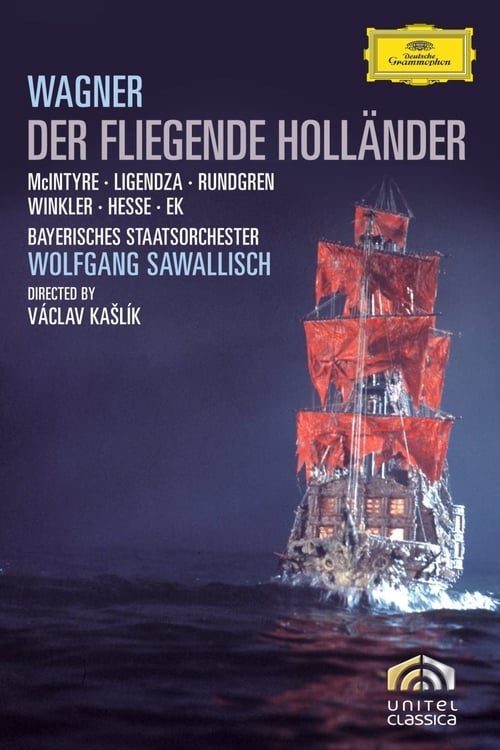 Deutsche
Grammophon
WAGNER
DER FLIEGENDE HOLLÄNDER
McINTYRE · LIGENDZA · RUNDGREN
WINKLER · HESSE · EK
BAYERISCHES STAATSORCHESTER
WOLFGANG SAWALLISCH
DIRECTED BY
VÁCLAV KAŠLÍK
UNITEL
CLASSICA